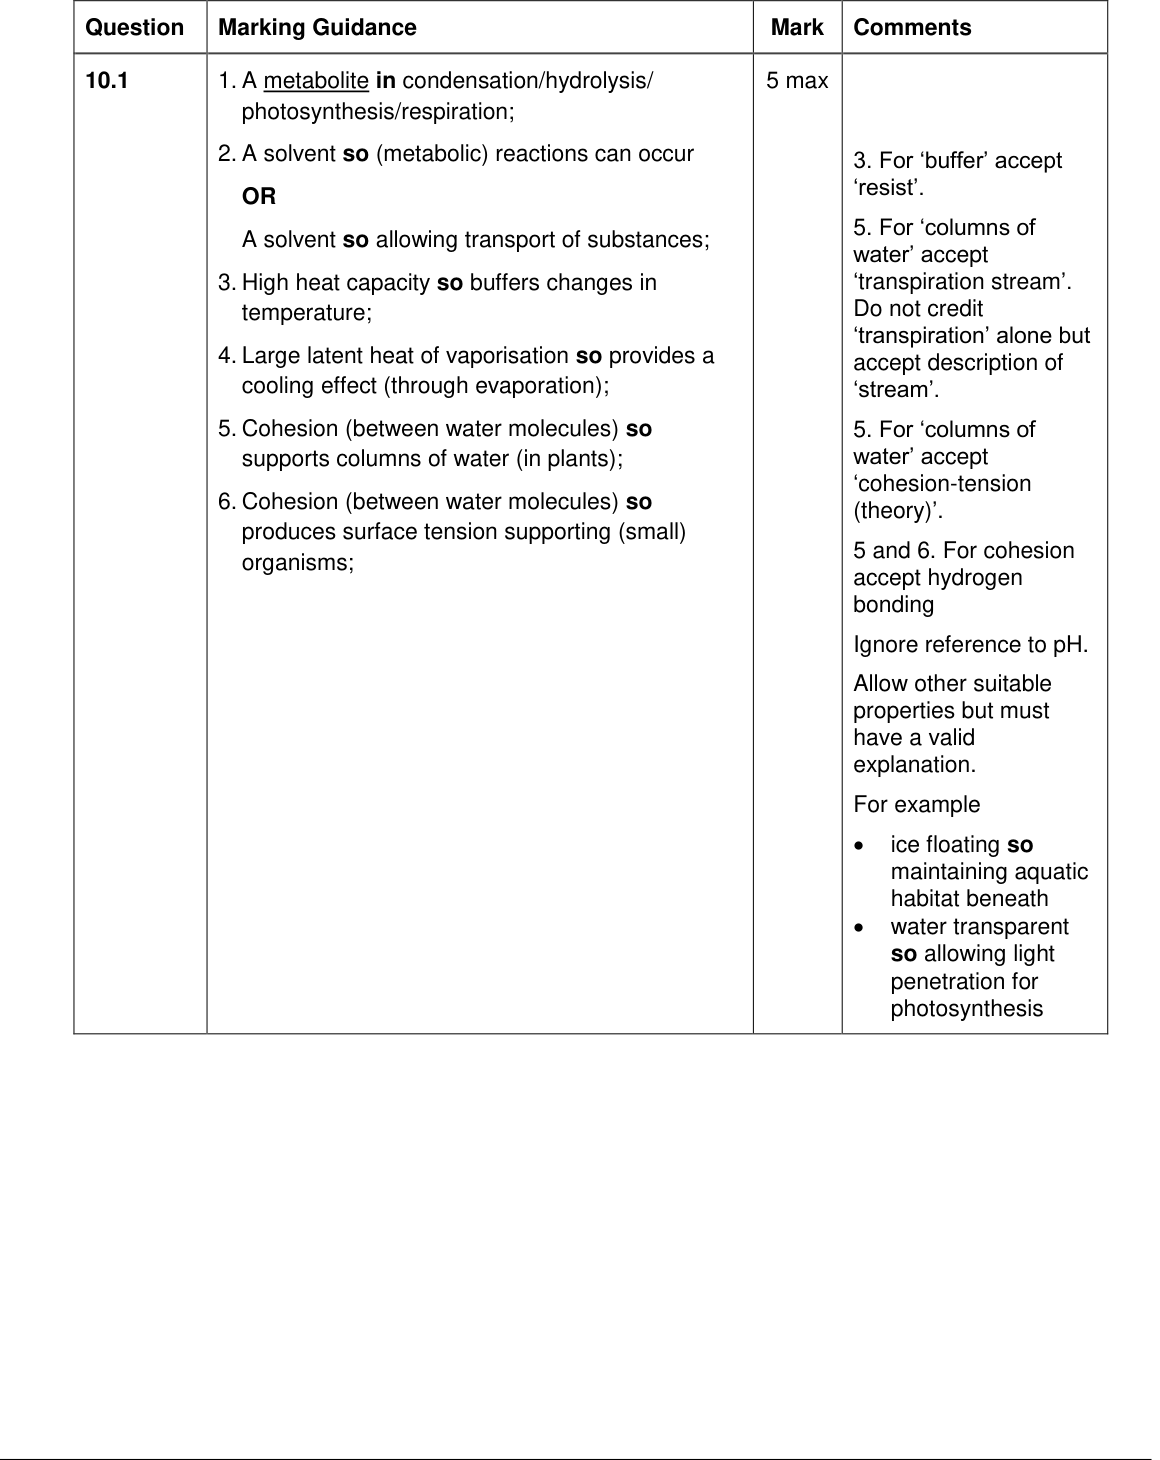 Question
Marking Guidance
Mark
Comments
10.1
1. A metabolite in condensation/hydrolysis/
photosynthesis/respiration;
2. A solvent so (metabolic) reactions can occur
OR
A solvent so allowing transport of substances;
3. High heat capacity so buffers changes in
temperature;
4. Large latent heat of vaporisation so provides a
cooling effect (through evaporation);
5. Cohesion (between water molecules) so
supports columns of water (in plants);
6. Cohesion (between water molecules) so
produces surface tension supporting (small)
organisms;
5 max
3. For ‘buffer’ accept
‘resist’.
5. For ‘columns of
water’ accept
‘transpiration stream’.
Do not credit
‘transpiration’ alone but
accept description of
‘stream’.
5. For ‘columns of
water’ accept
‘cohesion-tension
(theory)’.
5 and 6. For cohesion
accept hydrogen
bonding
Ignore reference to pH.
Allow other suitable
properties but must
have a valid
explanation.
For example
• ice floating so
maintaining aquatic
habitat beneath
• water transparent
so allowing light
penetration for
photosynthesis